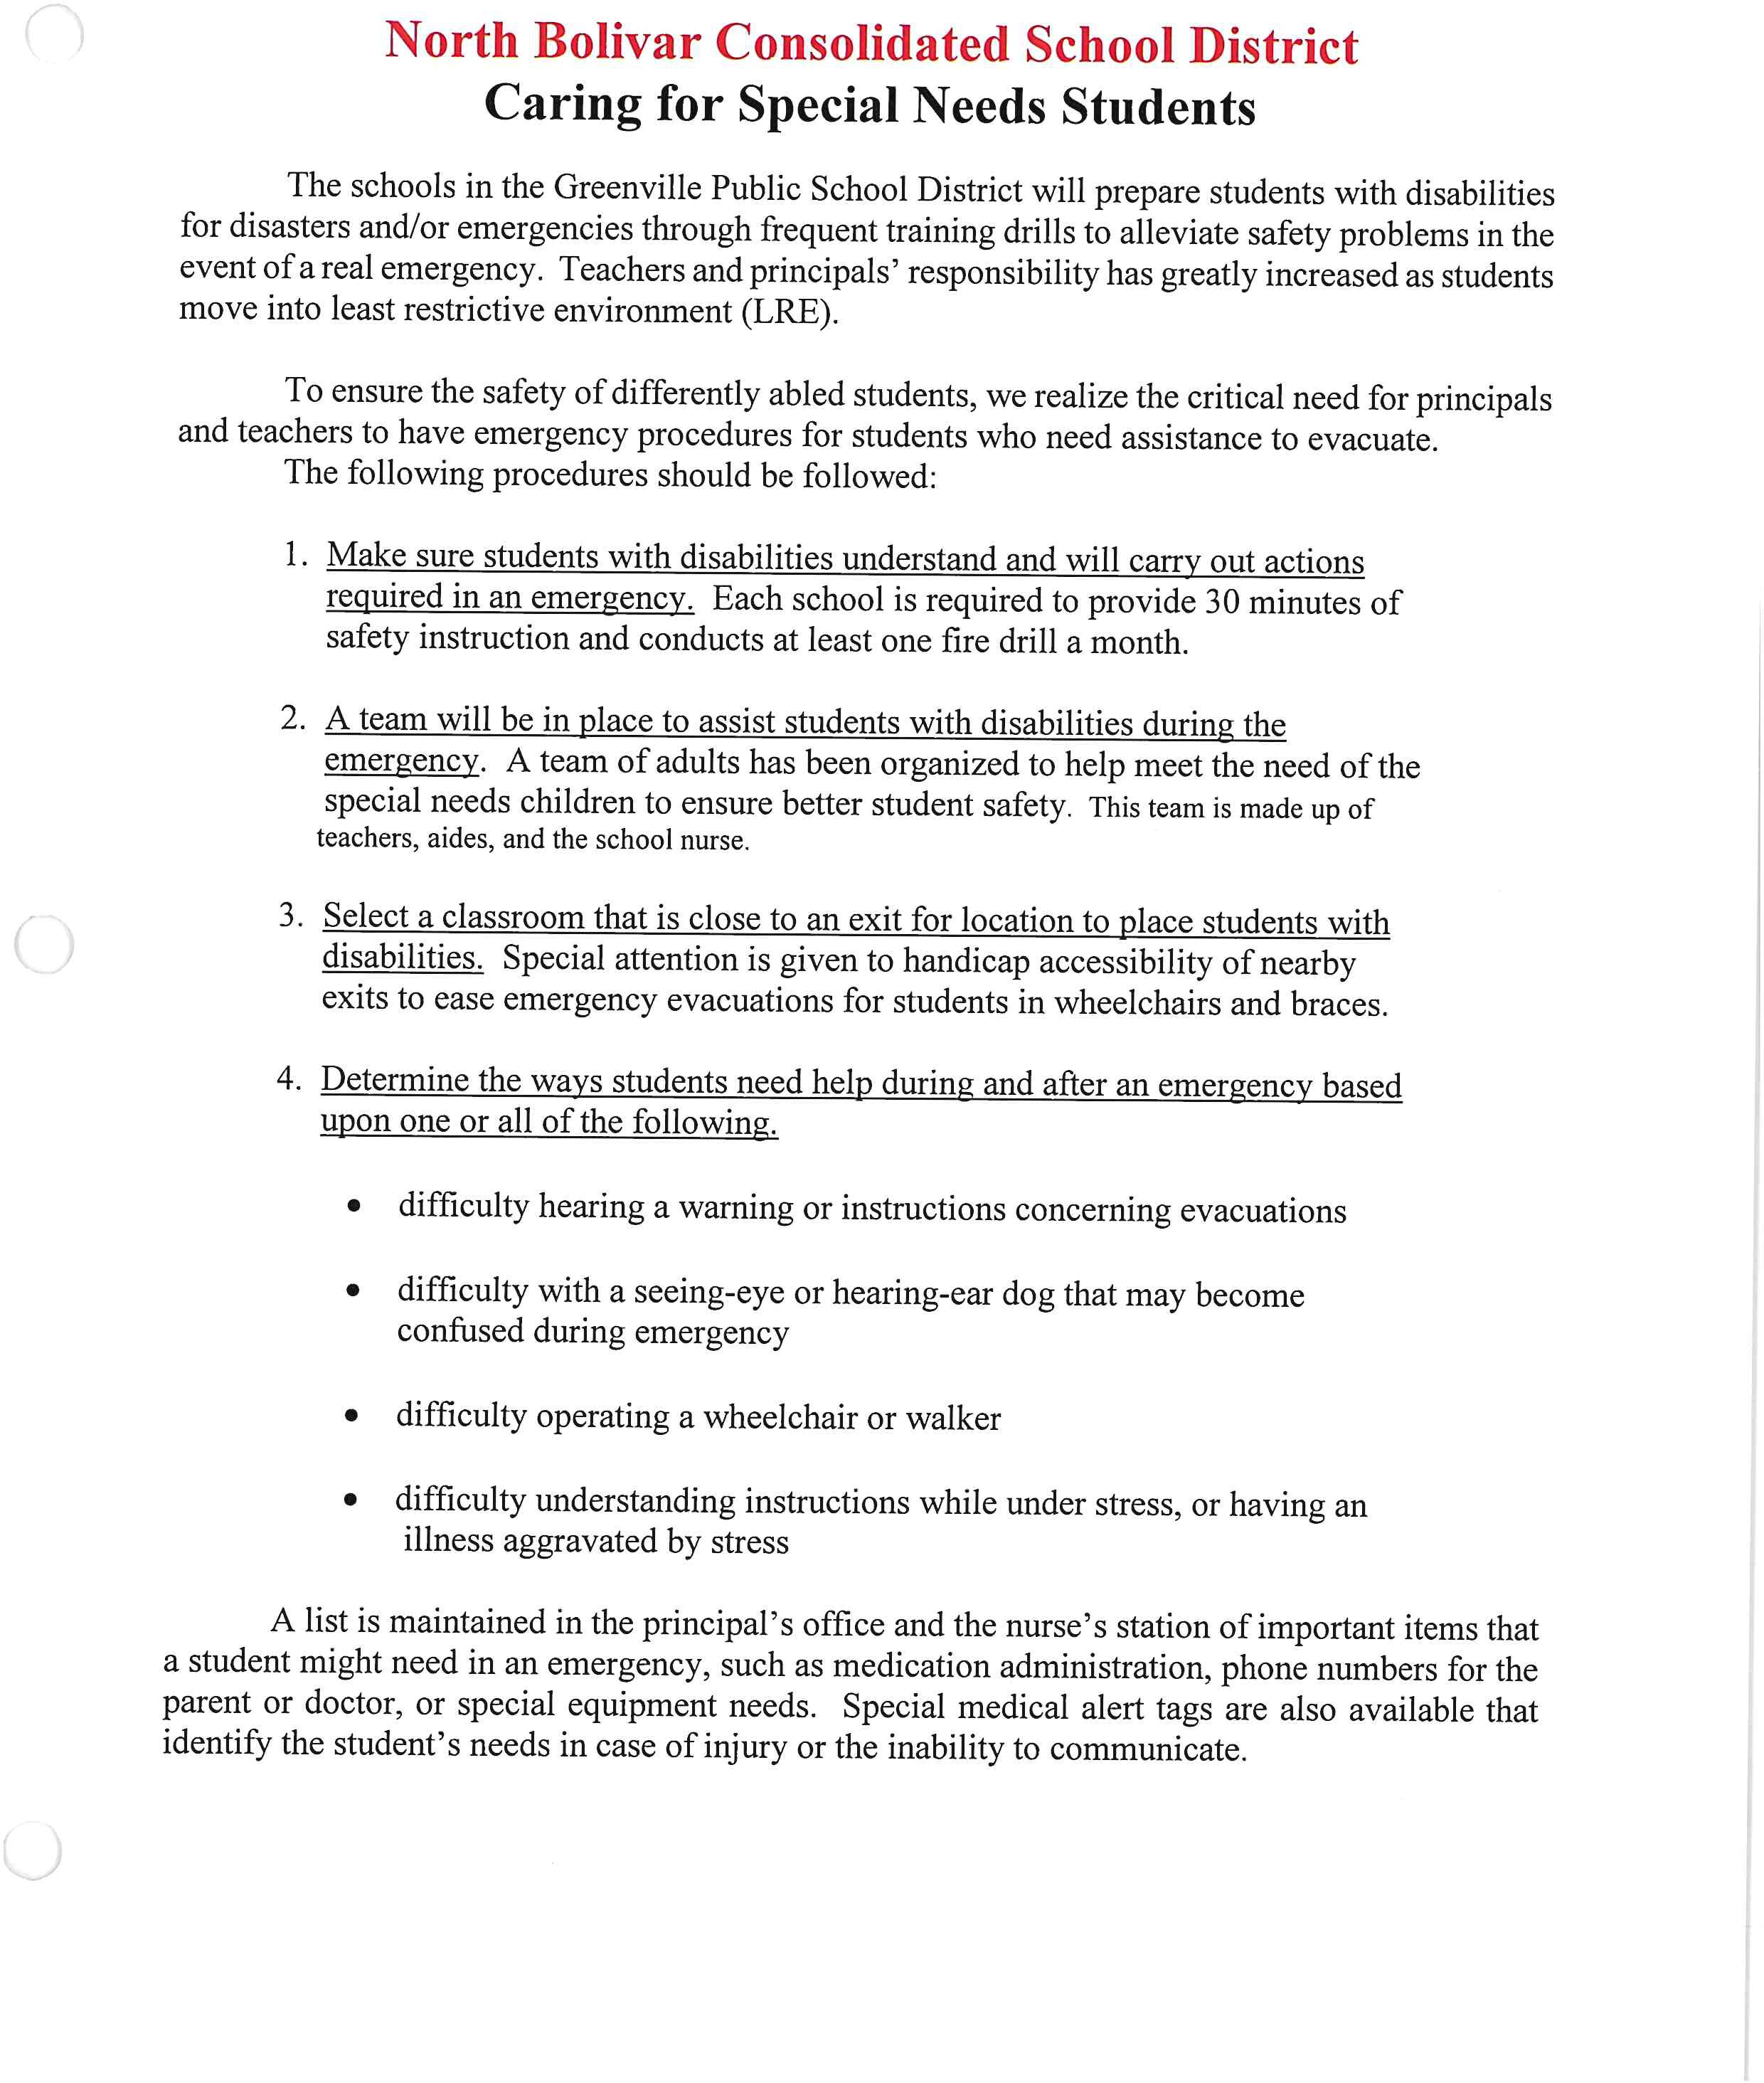 North Bolivar Consolidated School District
Caring for Special Needs Students
The schools in the Greenville Public School District will prepare students with disabilities
for disasters and/or emergencies through frequent training drills to alleviate safety problems in the
event of a real emergency. Teachers and principals’ responsibility has greatly increased as students
move into least restrictive environment (LRE).
To ensure the safety of differently abled students, we realize the critical need for principals
and teachers to have emergency procedures for students who need assistance to evacuate.
The following procedures should be followed:
1. Make sure students with disabilities understand and will carry out actions
required in an emergency. Each school is required to provide 30 minutes of
safety instruction and conducts at least one fire drill a month.
2. A team will be in place to assist students with disabilities during the
emergency. A team of adults has been organized to help meet the need of the
special needs children to ensure better student safety. This team is made up of
teachers, aides, and the school nurse.
3. Select a classroom that is close to an exit for location to place students with
disabilities. Special attention is given to handicap accessibility of nearby
exits to ease emergency evacuations for students in wheelchairs and braces.
4. Determine the ways students need help during and after an emergency based
upon one or all of the following.
• difficulty hearing a warning or instructions concerning evacuations
• difficulty with a seeing-eye or hearing-ear dog that may become
confused during emergency
• difficulty operating a wheelchair or walker
• difficulty understanding instructions while under stress, or having an
illness aggravated by stress
A list is maintained in the principal’s office and the nurse’s station of important items that
a student might need in an emergency, such as medication administration, phone numbers for the
parent or doctor, or special equipment needs. Special medical alert tags are also available that
identify the student’s needs in case of injury or the inability to communicate.